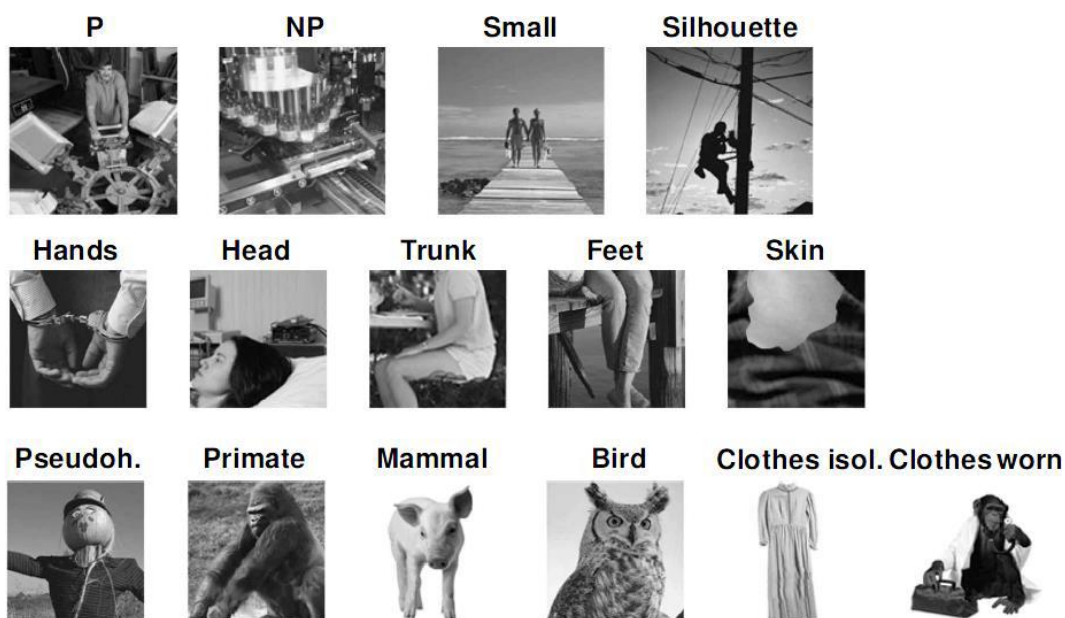 P NP Small Silhouette
Hands Head Trunk Feet Skin
Pseudoh. Primate Mammal Bird Clothes isol. Clothes worn